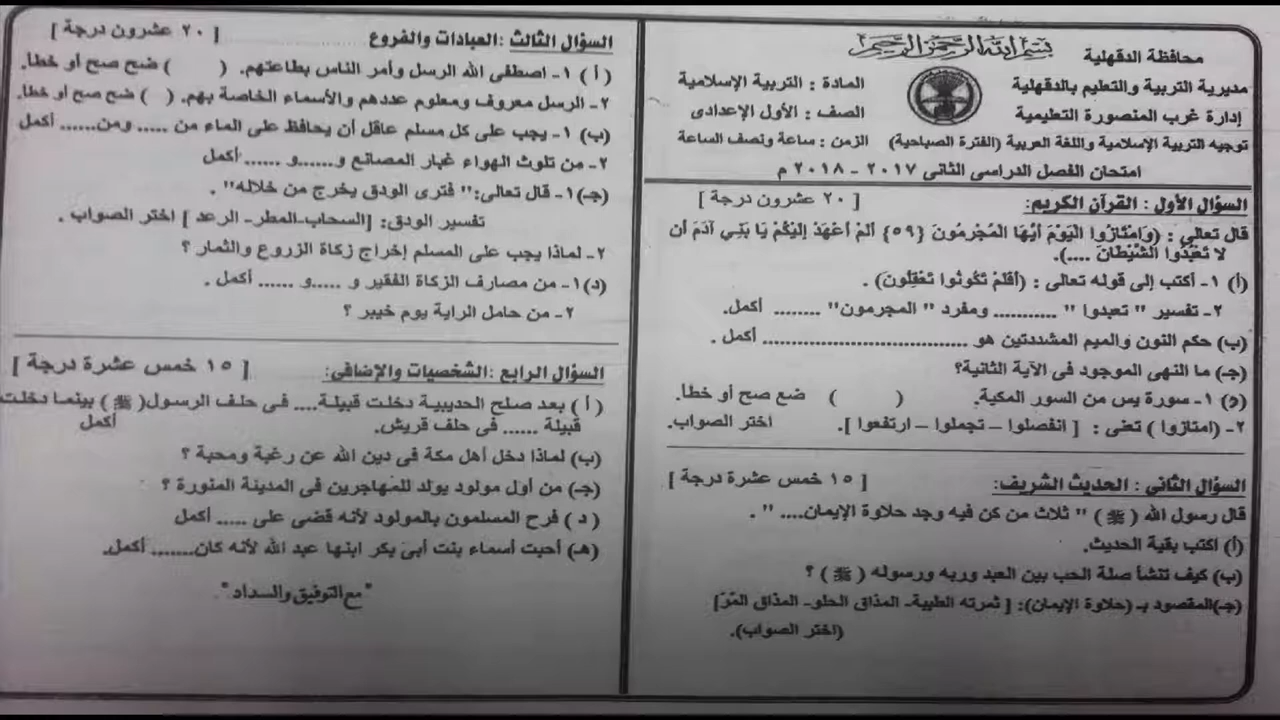 بسم الله الرحمن الرحيم
محافظة الدقهلية
مديرية التربية والتعليم بالدقهلية
المادة : التربية الإسلامية
إدارة غرب المنصورة التعليمية
الصف : الأول الإعدادى
توجيه التربية الإسلامية واللغة العربية (الفترة الصباحية)
الزمن : ساعة ونصف الساعة
امتحان الفصل الدراسى الثانى ٢٠١٧ - ٢٠١٨ م
السؤال الأول : القرآن الكريم: [ ٢٠ عشرون درجة ]
قال تعالى : (وَامْتَازُوا الْيَوْمَ أَيُّهَا الْمُجْرِمُونَ {٥٩} أَلَمْ أَعْهَدْ إِلَيْكُمْ يَا بَنِي آدَمَ أَن
لَا تَعْبُدُوا الشَّيْطَانَ ....).
(أ) ١- أكتب إلى قوله تعالى : (أَفَلَمْ تَكُونُوا تَعْقِلُونَ) .
٢- تفسير " تعبدوا " ........... ومفرد " المجرمون" ........ أكمل.
(ب) حكم النون والميم المشددتين هو .................................. أكمل .
(جـ) ما النهى الموجود فى الآية الثانية؟
(د) ١- سورة يس من السور المكية. ( ) ضع صح أو خطا.
٢- (امتازوا ) تعنى : [ انفصلوا – تجملوا – ارتفعوا ]. اختر الصواب.
السؤال الثانى : الحديث الشريف: [ ١٥ خمس عشرة درجة ]
قال رسول الله (ﷺ) " ثلاث من كن فيه وجد حلاوة الإيمان.... " .
(أ) أكتب بقية الحديث.
(ب) كيف تنشأ صلة الحب بين العبد وربه ورسوله (ﷺ) ؟
(جـ)المقصود بـ (حلاوة الإيمان): [ ثمرته الطيبة- المذاق الحلو- المذاق المُرّ]
(اختر الصواب).
السؤال الثالث :العبادات والفروع [ ٢٠ عشرون درجة ]
(أ) ١- اصطفى الله الرسل وأمر الناس بطاعتهم. ( ) ضح صح أو خطا.
٢- الرسل معروف ومعلوم عددهم والأسماء الخاصة بهم. ( ) ضح صح أو خطا.
(ب) ١- يجب على كل مسلم عاقل أن يحافظ على الماء من ..... ومن...... أكمل
٢- من تلوث الهواء غبار المصانع و......و ...... أكمل
(جـ)١- قال تعالى:" فترى الودق يخرج من خلاله" .
تفسير الودق: [السحاب-المطر- الرعد ] اختر الصواب .
٢- لماذا يجب على المسلم إخراج زكاة الزروع والثمار ؟
(د)١- من مصارف الزكاة الفقير و .....و ...... أكمل .
٢- من حامل الراية يوم خيبر ؟
السؤال الرابع :الشخصيات والإضافى: [ ١٥ خمس عشرة درجة ]
(أ) بعد صلح الحديبية دخلت قبيلة.... فى حلف الرسول(ﷺ) بينما دخلت
قبيلة ...... فى حلف قريش. أكمل
(ب) لماذا دخل أهل مكة فى دين الله عن رغبة ومحبة ؟
(جـ) من أول مولود يولد للمهاجرين فى المدينة المنورة ؟
(د) فرح المسلمون بالمولود لأنه قضى على ..... أكمل
(هـ) أحبت أسماء بنت أبى بكر ابنها عبد الله لأنه كان........ أكمل.
"مع التوفيق والسداد".